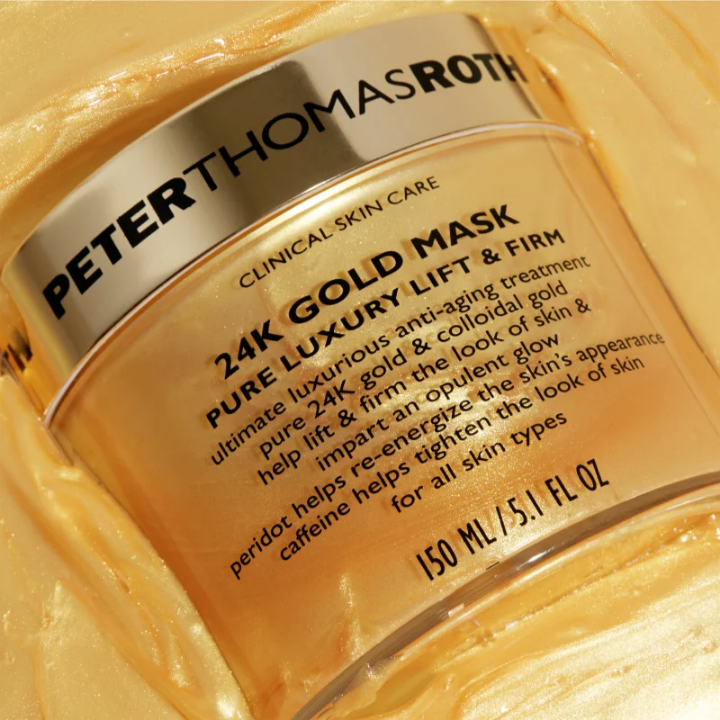 PETERTHOMASROTH
CLINICAL SKIN CARE
24K GOLD MASK
PURE LUXURY LIFT & FIRM
ultimate luxurious anti-aging treatment
pure 24K gold & colloidal gold
help lift & firm the look of skin &
impart an opulent glow
peridot helps re-energize the skin's appearance
caffeine helps tighten the look of skin
for all skin types
150 ML / 5.1 FL OZ